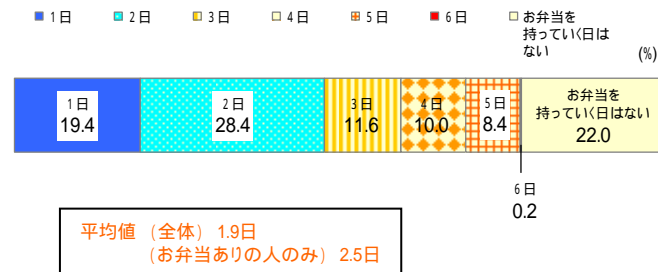 1日 2日 3日 4日 5日 6日 お弁当を
持っていく日は
ない
(%)
1日
19.4
2日
28.4
3日
11.6
4日
10.0
5日
8.4
お弁当を
持っていく日はない
22.0
6日
0.2
平均値 (全体) 1.9日
(お弁当ありの人のみ) 2.5日